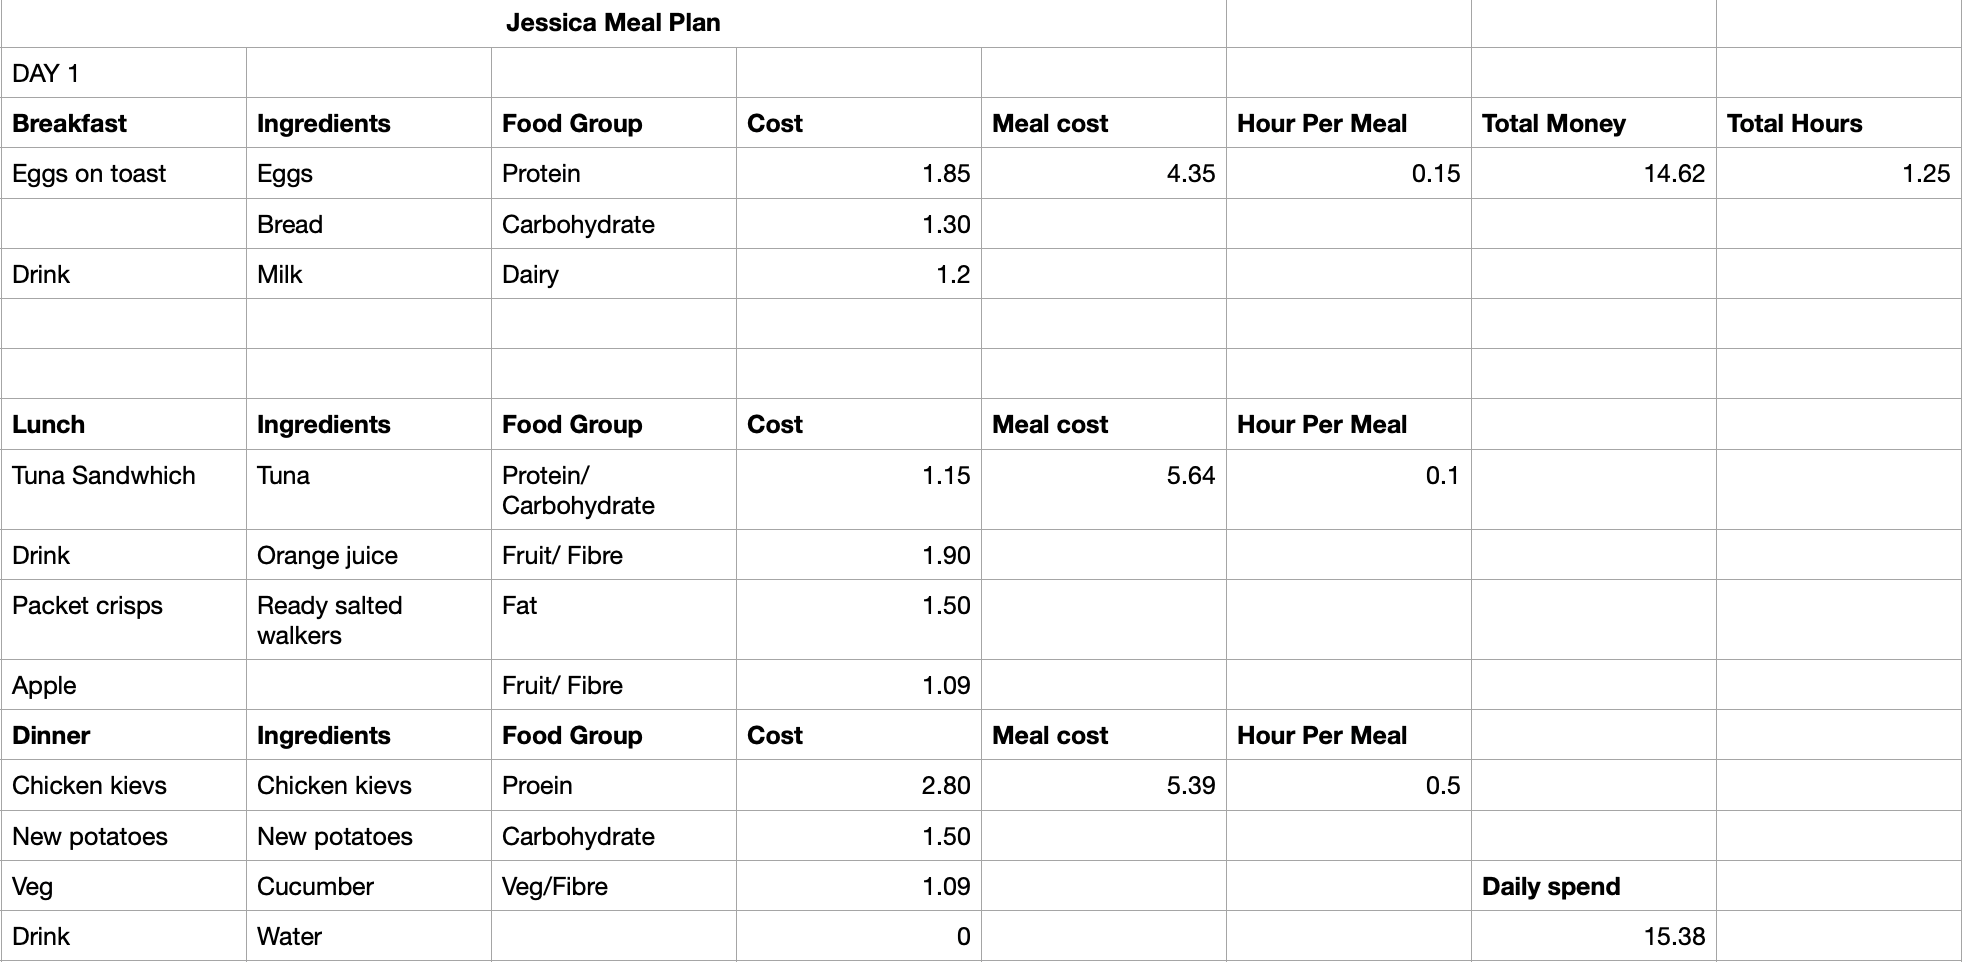 Jessica Meal Plan
DAY 1
Breakfast Ingredients Food Group Cost Meal cost Hour Per Meal Total Money Total Hours
Eggs on toast Eggs Protein 1.85 4.35 0.15 14.62 1.25
Bread Carbohydrate 1.30
Drink Milk Dairy 1.2
Lunch Ingredients Food Group Cost Meal cost Hour Per Meal
Tuna Sandwhich Tuna Protein/ 1.15 5.64 0.1
Carbohydrate
Drink Orange juice Fruit/ Fibre 1.90
Packet crisps Ready salted Fat 1.50
walkers
Apple Fruit/ Fibre 1.09
Dinner Ingredients Food Group Cost Meal cost Hour Per Meal
Chicken kievs Chicken kievs Proein 2.80 5.39 0.5
New potatoes New potatoes Carbohydrate 1.50
Veg Cucumber Veg/Fibre 1.09 Daily spend
Drink Water 0 15.38